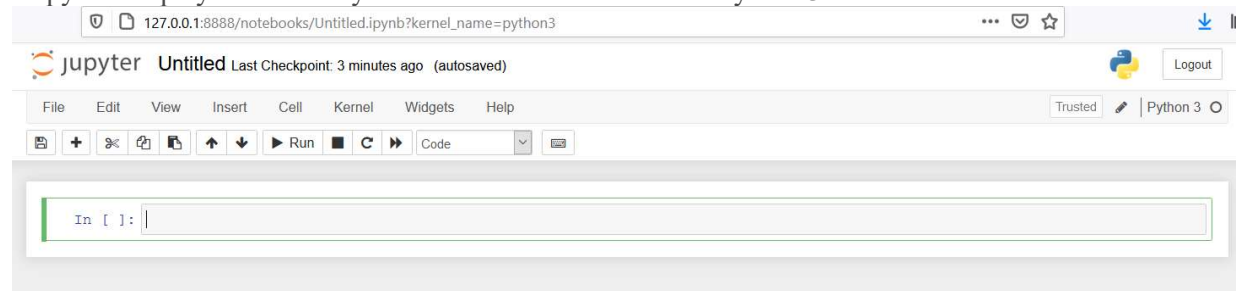 127.0.0.1:8888/notebooks/Untitled.ipynb?kernel_name=python3
jupyter Untitled Last Checkpoint: 3 minutes ago (autosaved) Logout
File Edit View Insert Cell Kernel Widgets Help Trusted Python 3
Run Code
In [ ]: